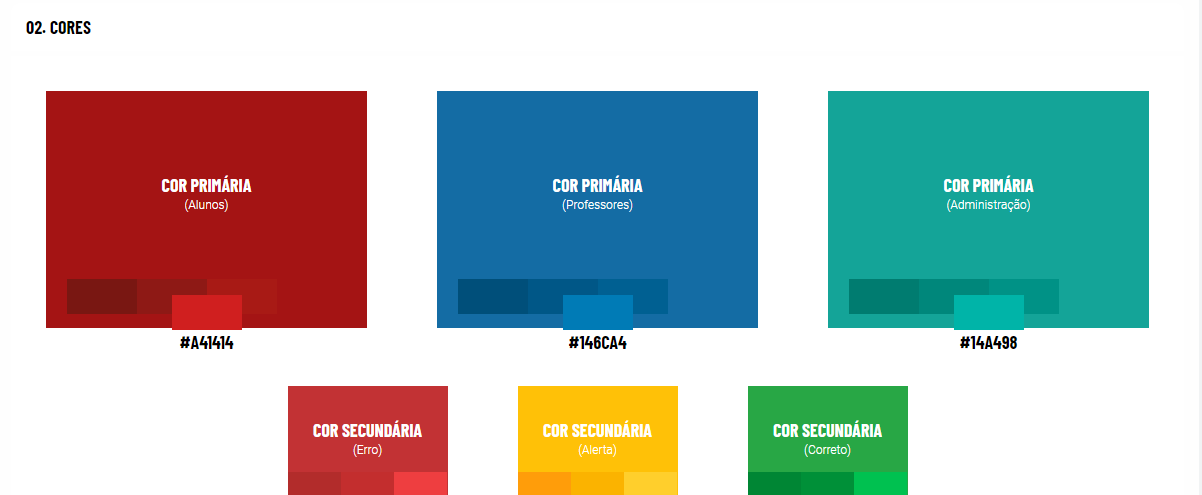 02. CORES
COR PRIMÁRIA
(Alunos)
#A41414
COR PRIMÁRIA
(Professores)
#146CA4
COR PRIMÁRIA
(Administração)
#14A498
COR SECUNDÁRIA
(Erro)
COR SECUNDÁRIA
(Alerta)
COR SECUNDÁRIA
(Correto)